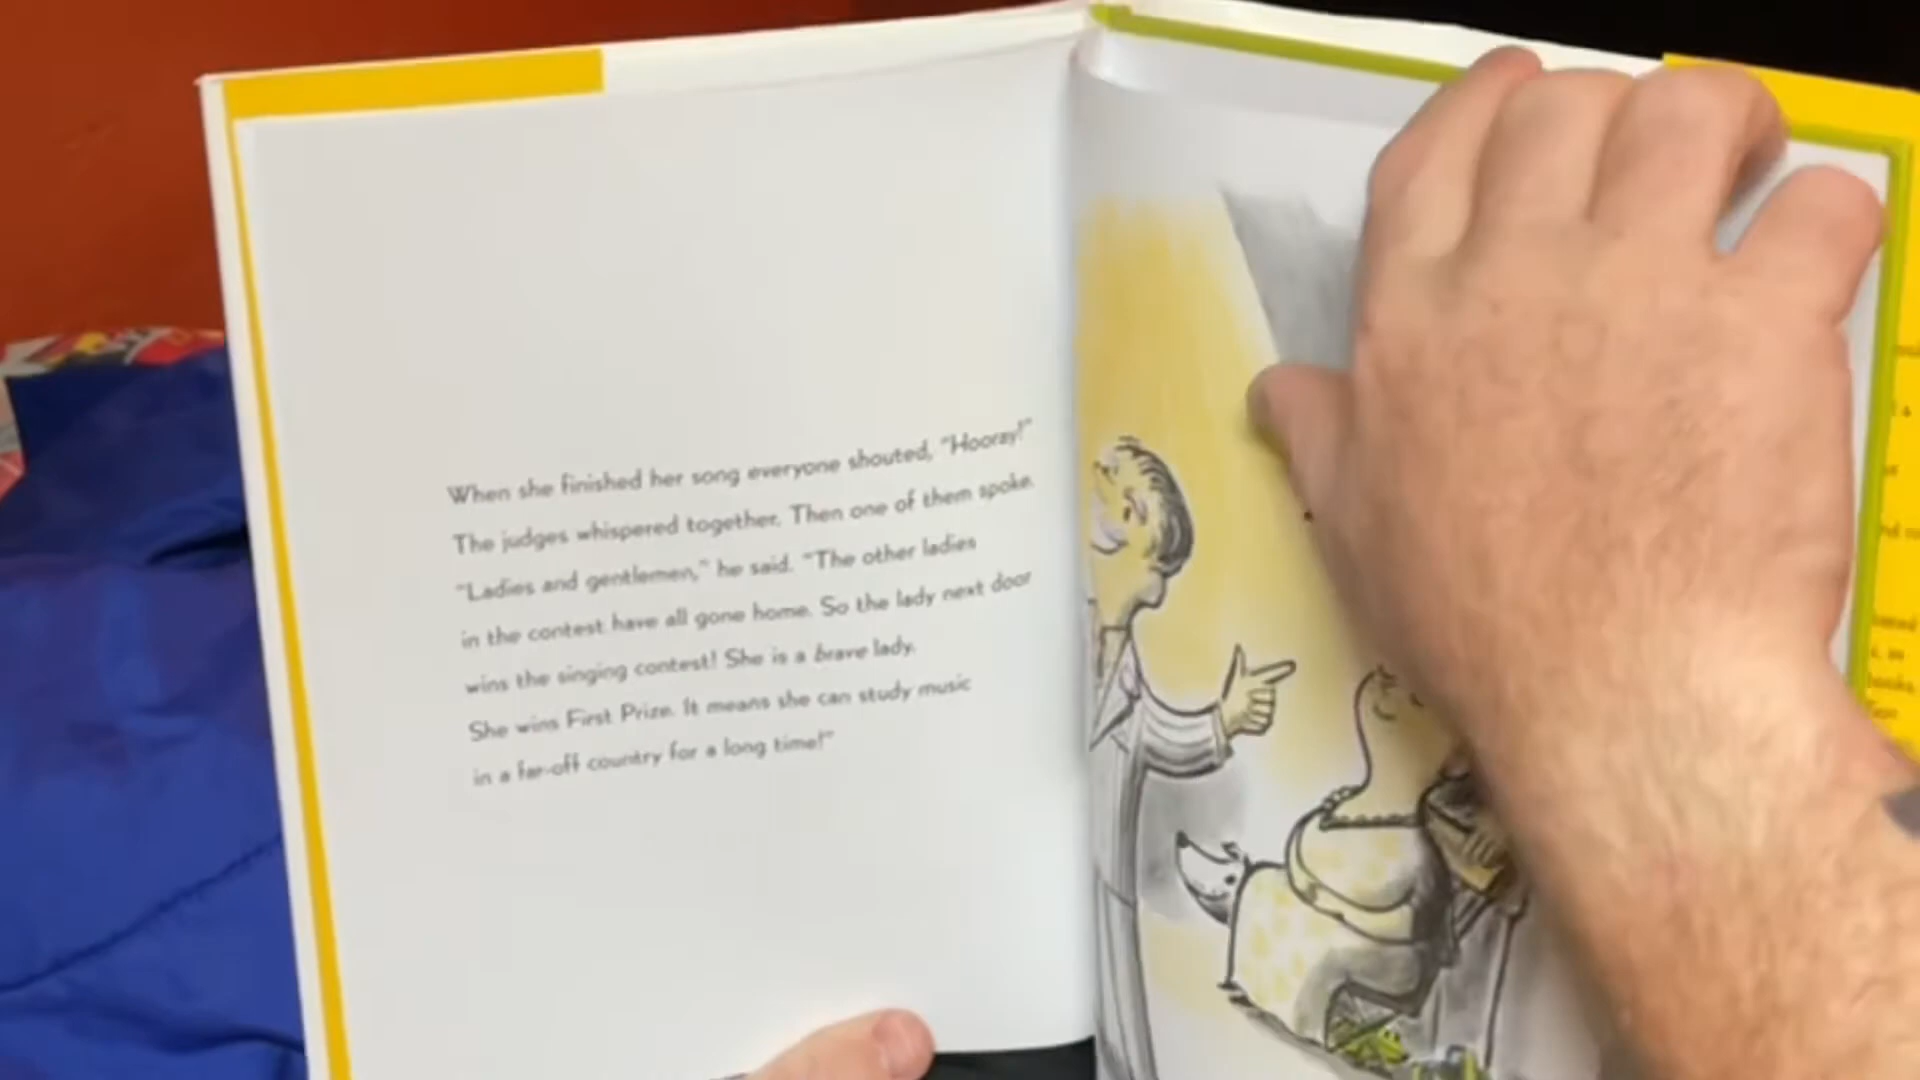 When she finished her song everyone shouted, “Hooray!”
The judges whispered together. Then one of them spoke.
“Ladies and gentlemen,” he said. “The other ladies
in the contest have all gone home. So the lady next door
wins the singing contest! She is a brave lady.
She wins First Prize. It means she can study music
in a far-off country for a long time!”